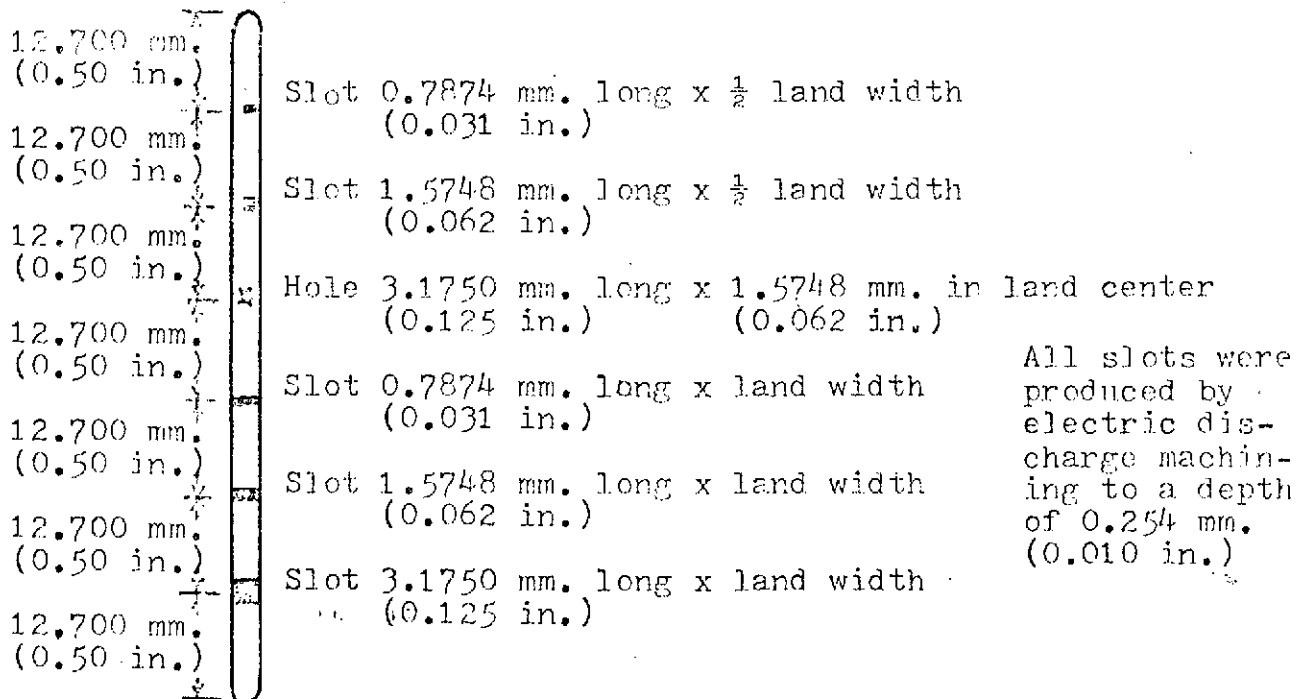 12.700 mm.
(0.50 in.)
Slot 0.7874 mm. long x ½ land width
(0.031 in.)
12.700 mm.
(0.50 in.)
Slot 1.5748 mm. long x ½ land width
(0.062 in.)
12.700 mm.
(0.50 in.)
Hole 3.1750 mm. long x 1.5748 mm. in land center
(0.125 in.) (0.062 in.)
12.700 mm.
(0.50 in.)
Slot 0.7874 mm. long x land width
(0.031 in.)
12.700 mm.
(0.50 in.)
Slot 1.5748 mm. long x land width
(0.062 in.)
12.700 mm.
(0.50 in.)
Slot 3.1750 mm. long x land width
(0.125 in.)
12.700 mm.
(0.50 in.)
All slots were
produced by
electric dis-
charge machin-
ing to a depth
of 0.254 mm.
(0.010 in.)